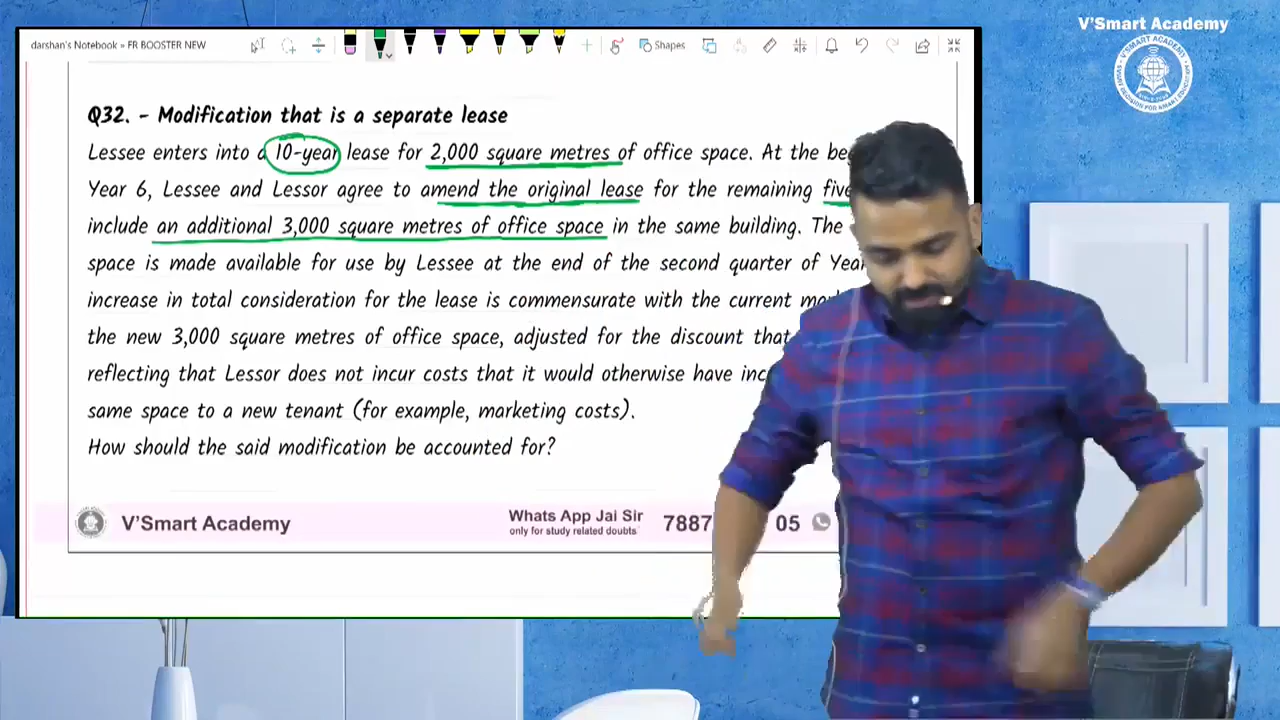 V'Smart Academy
darshan's Notebook » FR BOOSTER NEW
Shapes
Q32. - Modification that is a separate lease
Lessee enters into a 10-year lease for 2,000 square metres of office space. At the
Year 6, Lessee and Lessor agree to amend the original lease for the remaining five
include an additional 3,000 square metres of office space in the same building. The
space is made available for use by Lessee at the end of the second quarter of
increase in total consideration for the lease is commensurate with the current
the new 3,000 square metres of office space, adjusted for the discount that
reflecting that Lessor does not incur costs that it would otherwise have
same space to a new tenant (for example, marketing costs).
How should the said modification be accounted for?
V'Smart Academy
Whats App Jai Sir
only for study related doubts
7887 05